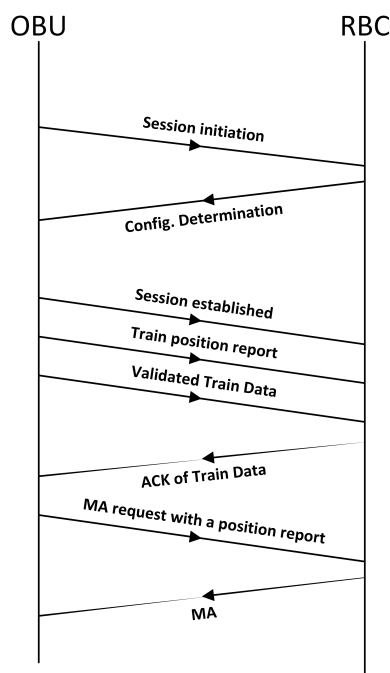 OBU
RBC
Session initiation
Config. Determination
Session established
Train position report
Validated Train Data
ACK of Train Data
MA request with a position report
MA